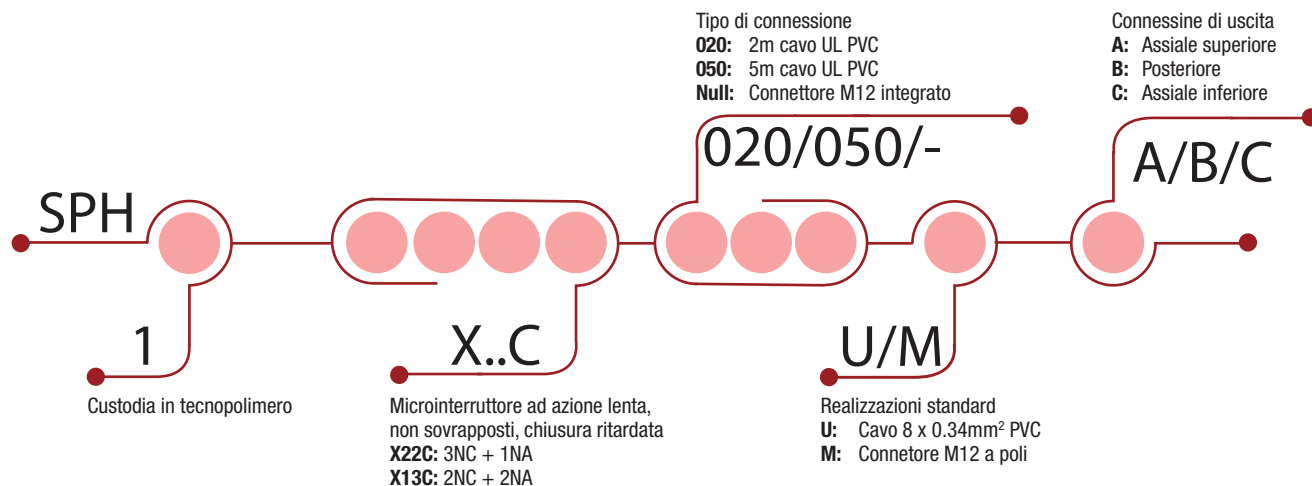 Tipo di connessione
020: 2m cavo UL PVC
050: 5m cavo UL PVC
Null: Connettore M12 integrato
020/050/-
Connessine di uscita
A: Assiale superiore
B: Posteriore
C: Assiale inferiore
A/B/C
SPH
1
Custodia in tecnopolimero
X..C
Microinterruttore ad azione lenta,
non sovrapposti, chiusura ritardata
X22C: 3NC + 1NA
X13C: 2NC + 2NA
U/M
Realizzazioni standard
U: Cavo 8 x 0.34mm² PVC
M: Connetore M12 a poli